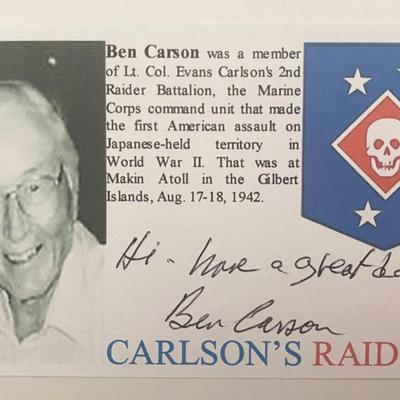 Ben Carson was a member
of Lt. Col. Evans Carlson's 2nd
Raider Battalion, the Marine
Corps command unit that made
the first American assault on
Japanese-held territory in
World War II. That was at
Makin Atoll in the Gilbert
Islands, Aug. 17-18, 1942.
Hi - have a great da
Ben Carson
CARLSON'S RAID